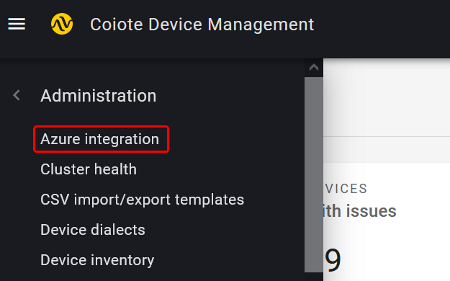 Coiote Device Management
Administration
Azure integration
Cluster health
CSV import/export templates
Device dialects
Device inventory
VICES
ith issues
9